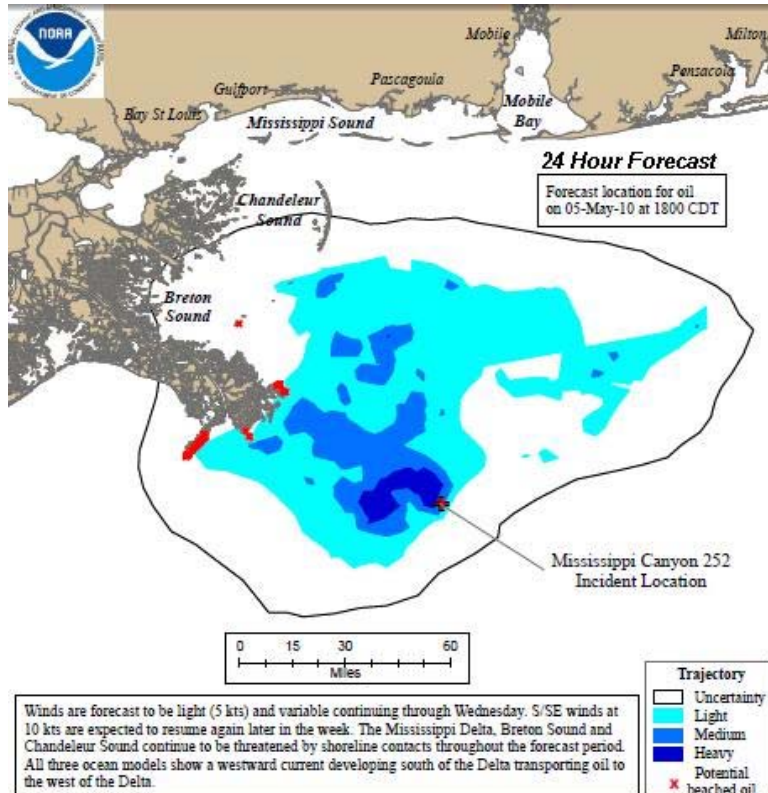 NOAA
Mobile
Milton
Pascagoula
Pensacola
Gulfport
Bay St Louis
Mobile
Bay
Mississippi Sound
24 Hour Forecast
Forecast location for oil
on 05-May-10 at 1800 CDT
Chandeleur
Sound
Breton
Sound
Mississippi Canyon 252
Incident Location
0 15 30 60
Miles
Trajectory
Uncertainty
Light
Medium
Heavy
Potential
beached oil
Winds are forecast to be light (5 kts) and variable continuing through Wednesday. S/SE winds at
10 kts are expected to resume again later in the week. The Mississippi Delta, Breton Sound and
Chandeleur Sound continue to be threatened by shoreline contacts throughout the forecast period.
All three ocean models show a westward current developing south of the Delta transporting oil to
the west of the Delta.